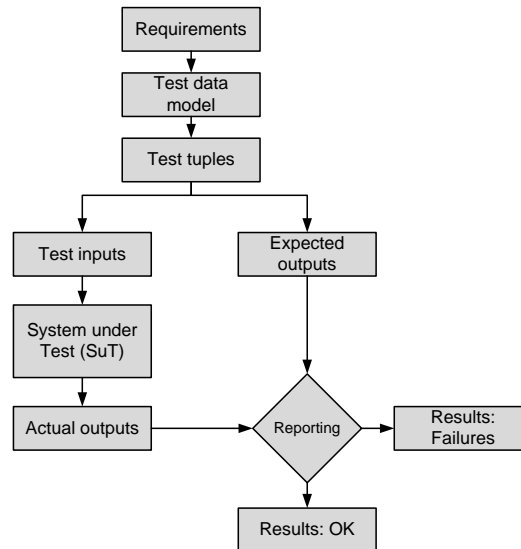 Requirements
Test data
model
Test tuples
Test inputs
Expected
outputs
System under
Test (SuT)
Actual outputs
Reporting
Results:
Failures
Results: OK